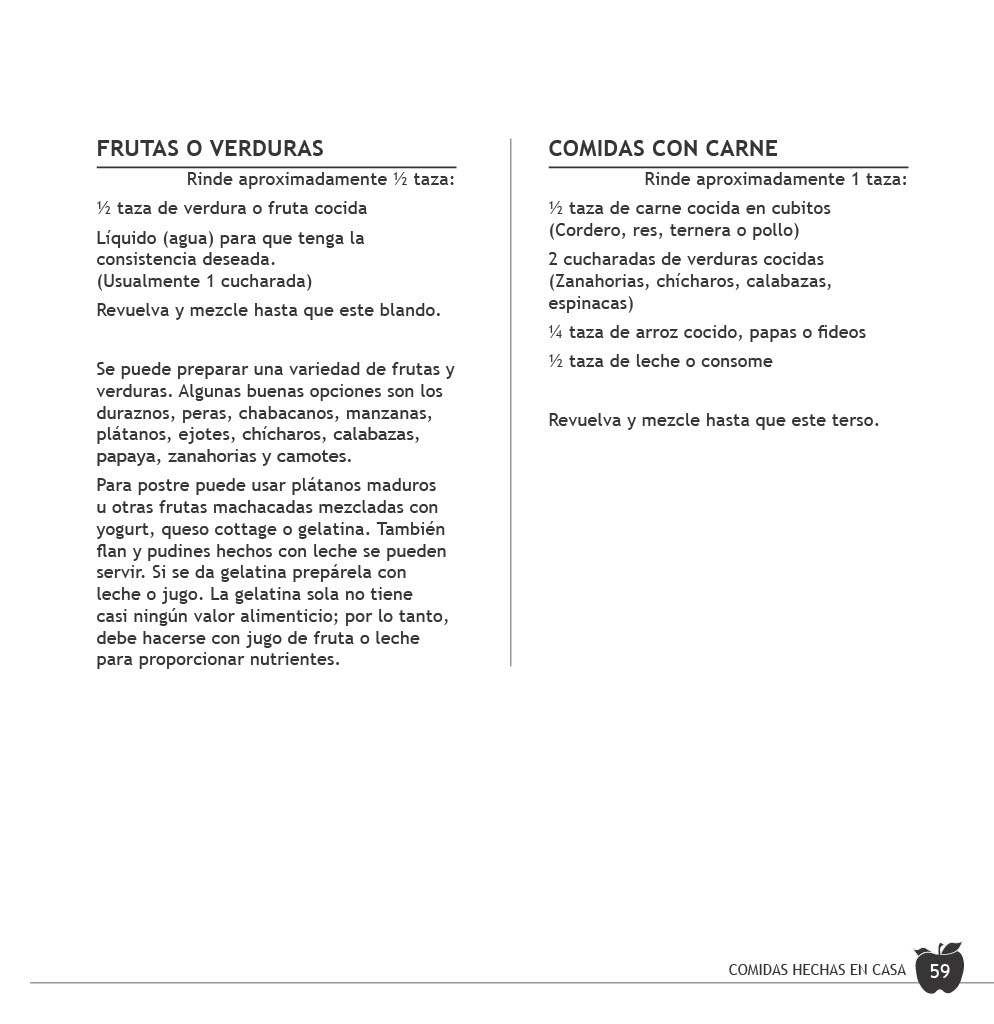 FRUTAS O VERDURAS
Rinde aproximadamente ½ taza:
½ taza de verdura o fruta cocida
Líquido (agua) para que tenga la
consistencia deseada.
(Usualmente 1 cucharada)
Revuelva y mezcle hasta que este blando.
Se puede preparar una variedad de frutas y
verduras. Algunas buenas opciones son los
duraznos, peras, chabacanos, manzanas,
plátanos, ejotes, chícharos, calabazas,
papaya, zanahorias y camotes.
Para postre puede usar plátanos maduros
u otras frutas machacadas mezcladas con
yogurt, queso cottage o gelatina. También
flan y pudines hechos con leche se pueden
servir. Si se da gelatina prepárela con
leche o jugo. La gelatina sola no tiene
casi ningún valor alimenticio; por lo tanto,
debe hacerse con jugo de fruta o leche
para proporcionar nutrientes.
COMIDAS CON CARNE
Rinde aproximadamente 1 taza:
½ taza de carne cocida en cubitos
(Cordero, res, ternera o pollo)
2 cucharadas de verduras cocidas
(Zanahorias, chícharos, calabazas,
espinacas)
¼ taza de arroz cocido, papas o fideos
½ taza de leche o consome
Revuelva y mezcle hasta que este terso.
COMIDAS HECHAS EN CASA 59